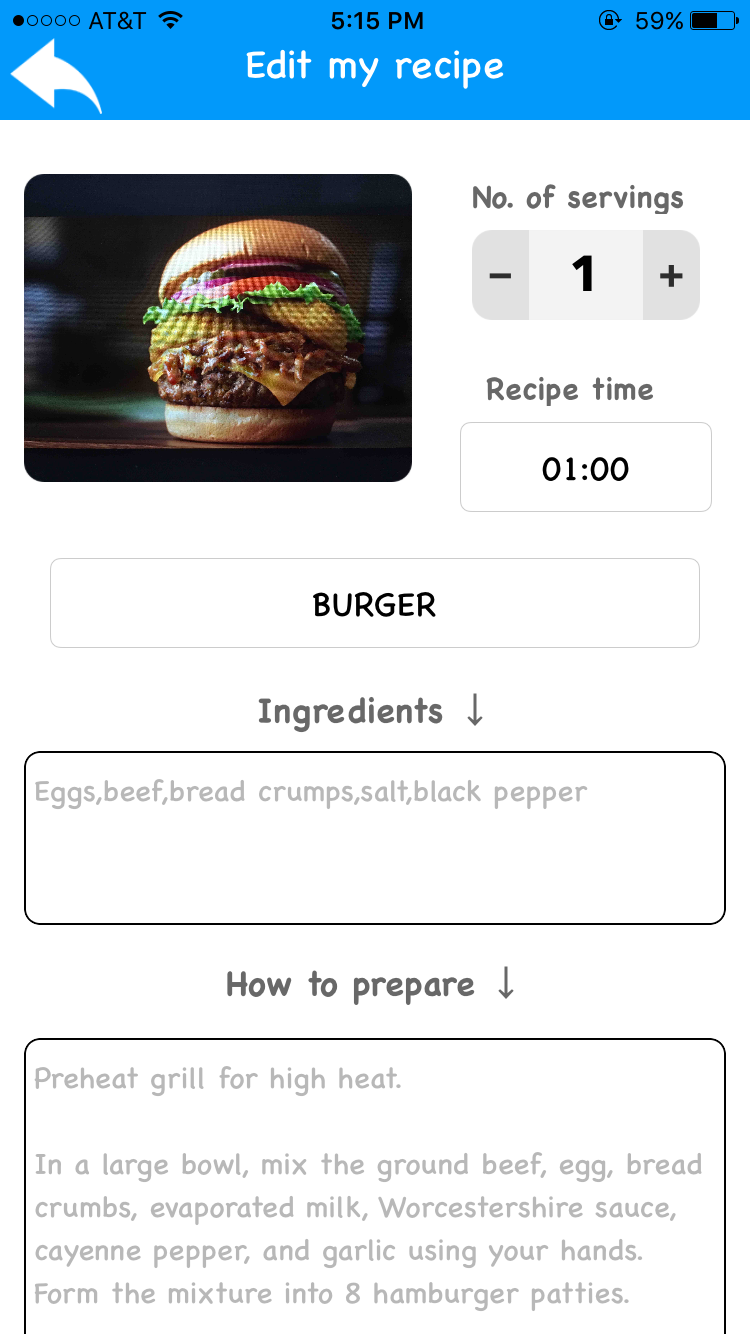 AT&T 5:15 PM 59%
Edit my recipe
No. of servings
− 1 +
Recipe time
01:00
BURGER
Ingredients ↓
Eggs,beef,bread crumps,salt,black pepper
How to prepare ↓
Preheat grill for high heat.
In a large bowl, mix the ground beef, egg, bread
crumbs, evaporated milk, Worcestershire sauce,
cayenne pepper, and garlic using your hands.
Form the mixture into 8 hamburger patties.